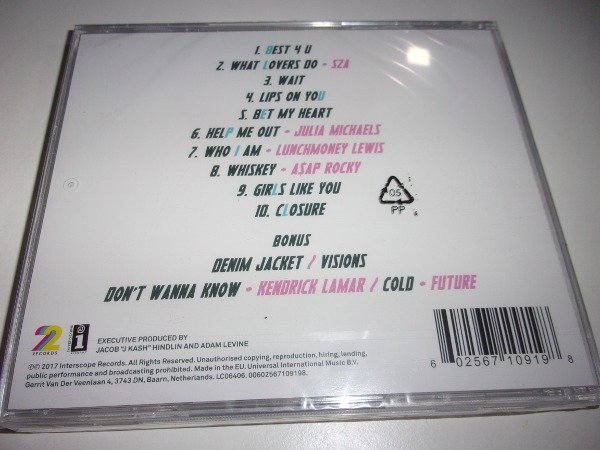 1. BEST 4 U
2. WHAT LOVERS DO - SZA
3. WAIT
4. LIPS ON YOU
5. BET MY HEART
6. HELP ME OUT - JULIA MICHAELS
7. WHO I AM - LUNCHMONEY LEWIS
8. WHISKEY - A$AP ROCKY
9. GIRLS LIKE YOU
10. CLOSURE
05
PP
BONUS
DENIM JACKET / VISIONS
DON'T WANNA KNOW - KENDRICK LAMAR / COLD - FUTURE
222
RECORDS
i
EXECUTIVE PRODUCED BY
JACOB "J KASH" HINDLIN AND ADAM LEVINE
℗© 2017 Interscope Records. All Rights Reserved. Unauthorised copying, reproduction, hiring, lending,
public performance and broadcasting prohibited. Made in the EU. Universal International Music B.V.
Gerrit Van Der Veenlaan 4, 3743 DN, Baarn, Netherlands. LC06406. 00602567109198.
6 02567 10919 8